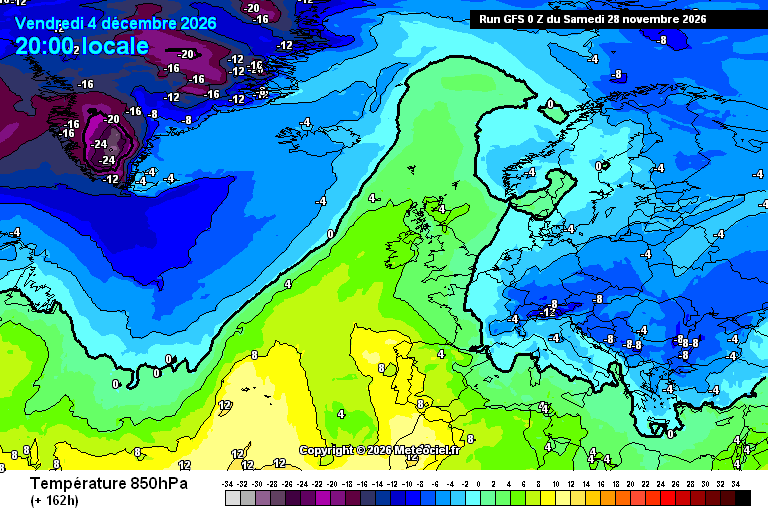 Vendredi 4 décembre 2026
20:00 locale
Run GFS 0 Z du Samedi 28 novembre 2026
Copyright © 2026 Meteociel.fr
Température 850hPa
(+ 162h)
-34 -32 -30 -28 -26 -24 -22 -20 -18 -16 -14 -12 -10 -8 -6 -4 -2 0 2 4 6 8 10 12 14 16 18 20 22 24 26 28 30 32 34